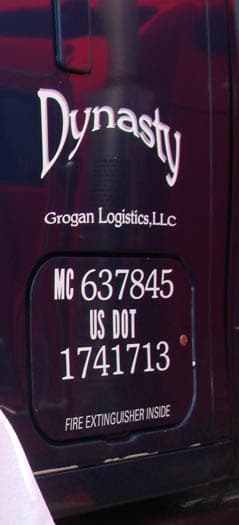 Dynasty
Grogan Logistics,LLC
MC 637845
US DOT
1741713
FIRE EXTINGUISHER INSIDE